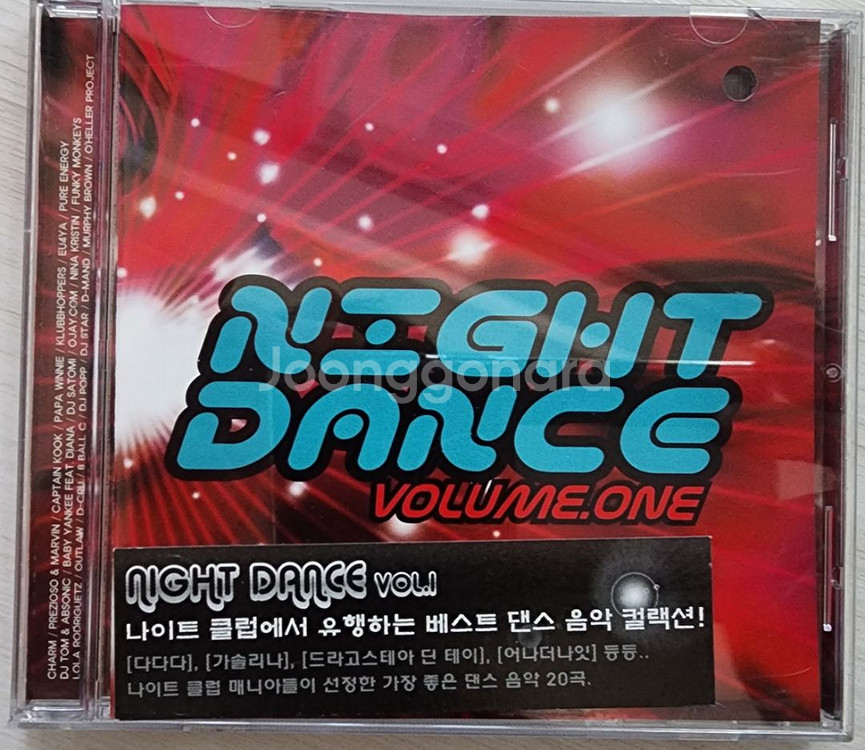 CHARM / PREZIOSO & MARVIN / CAPTAIN KOOK / PAPA WINNIE / KLUBBHOPPERS / EU4YA / PURE ENERGY
DJ TOM & ABSONIC / BABY YANKEE FEAT. DIANA / DJ SATOMI / OJAY.COM / NINA KRISTIN / FUNKY MONKEYS
LOLA RODRIGUETZ / OUTLAW / D-CRU / 8 BALL C / DJ POPP / DJ STAR / D-MAND / MURPHY BROWN / O'HELLER PROJECT
NIGHT
Joonggonara
DANCE
VOLUME.ONE
NIGHT DANCE VOL.1
나이트 클럽에서 유행하는 베스트 댄스 음악 컬랙션!
[다다다], [가솔리나], [드라고스테아 딘 테이], [어나더나잇] 등등..
나이트 클럽 매니아들이 선정한 가장 좋은 댄스 음악 20곡.